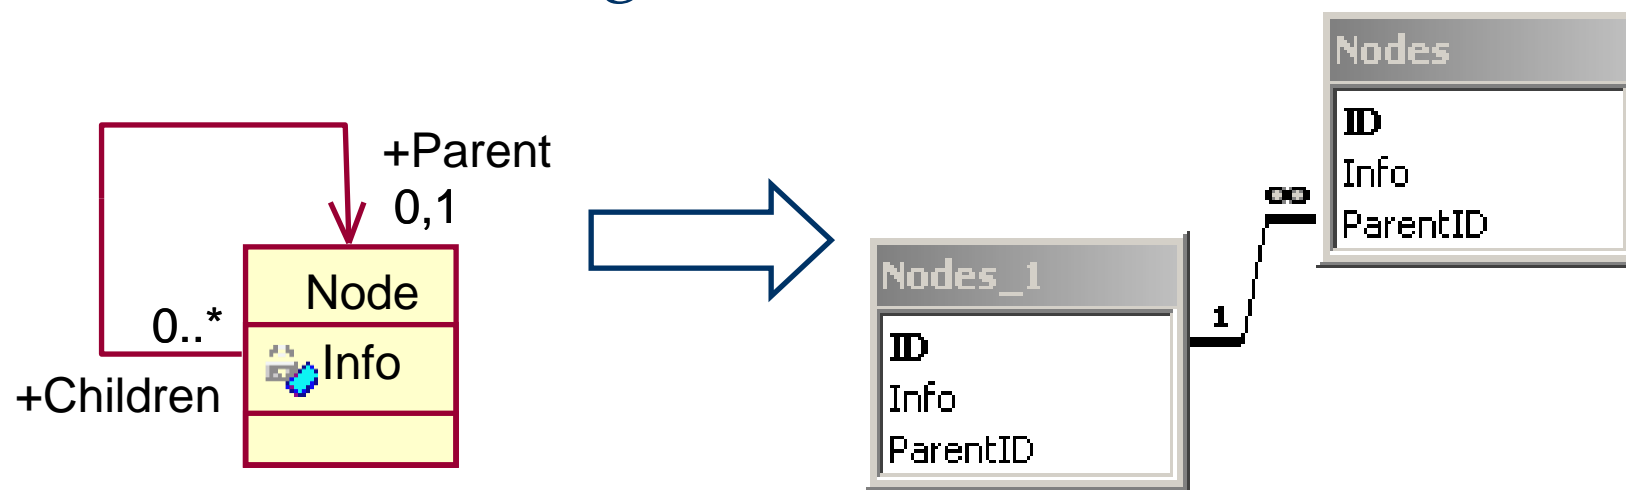 +Parent
0,1
Node
0..*
Info
+Children
Nodes
ID
Info
ParentID
∞
Nodes_1
1
ID
Info
ParentID